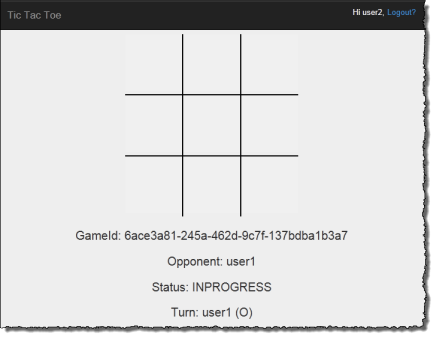 Tic Tac Toe
Hi user2, Logout?
GameId: 6ace3a81-245a-462d-9c7f-137bdba1b3a7
Opponent: user1
Status: INPROGRESS
Turn: user1 (O)